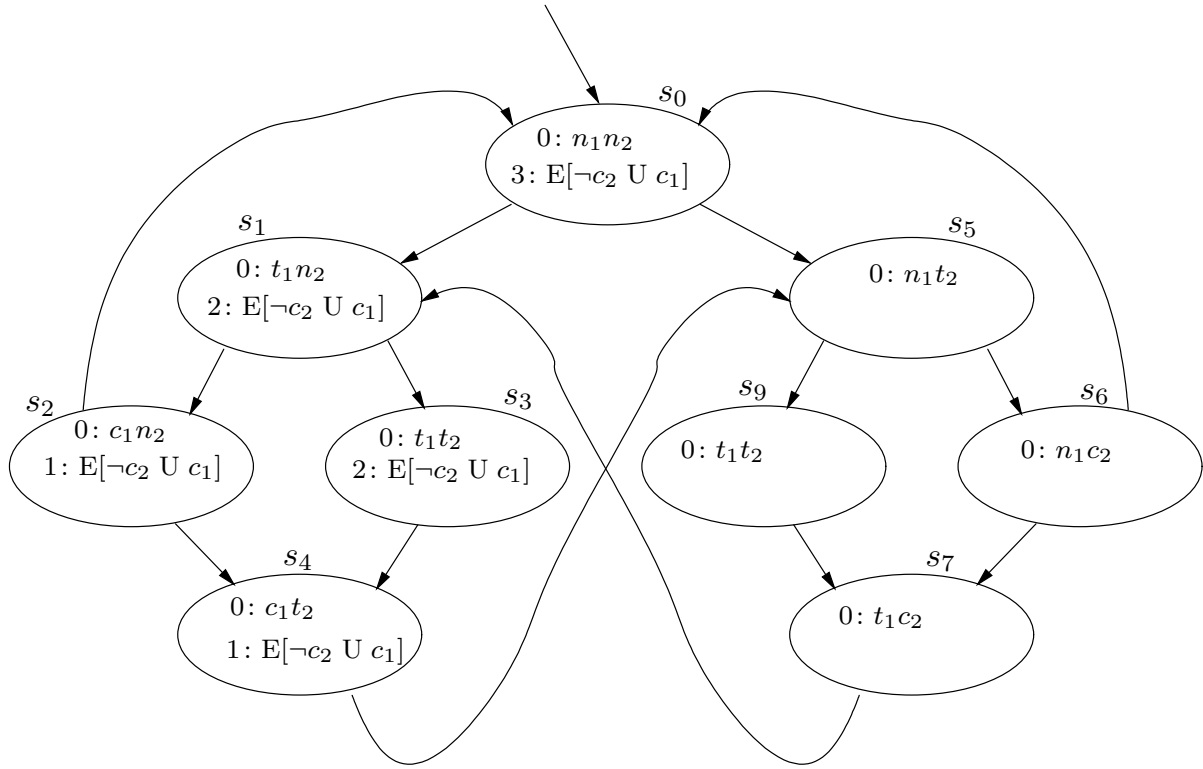 s₀
0: n₁n₂
3: E[¬c₂ U c₁]
s₁
0: t₁n₂
2: E[¬c₂ U c₁]
s₅
0: n₁t₂
s₂
0: c₁n₂
1: E[¬c₂ U c₁]
s₃
0: t₁t₂
2: E[¬c₂ U c₁]
s₉
0: t₁t₂
s₆
0: n₁c₂
s₄
0: c₁t₂
1: E[¬c₂ U c₁]
s₇
0: t₁c₂